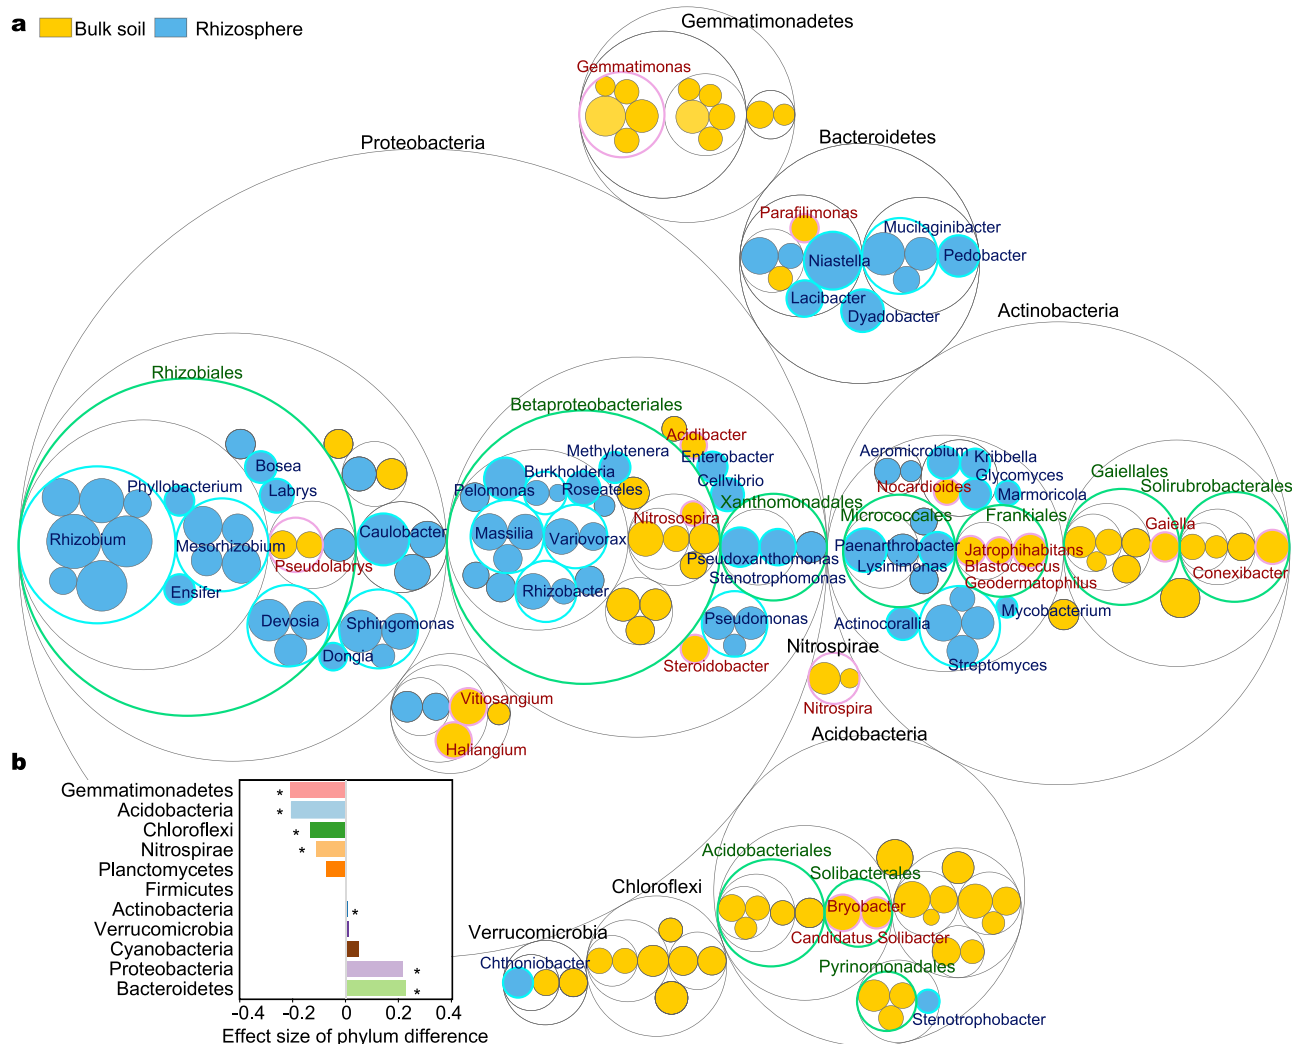 a
Bulk soil
Rhizosphere
Gemmatimonadetes
Gemmatimonas
Proteobacteria
Bacteroidetes
Parafilimonas
Mucilaginibacter
Niastella
Pedobacter
Lacibacter
Dyadobacter
Actinobacteria
Rhizobiales
Betaproteobacteriales
Acidibacter
Methylotenera
Enterobacter
Aeromicrobium
Kribbella
Bosea
Phyllobacterium
Labrys
Burkholderia
Pelomonas
Roseateles
Cellvibrio
Xanthomonadales
Glycomyces
Nocardioides
Marmoricola
Gaiellales
Solirubrobacterales
Micrococcales
Frankiales
Rhizobium
Mesorhizobium
Caulobacter
Massilia
Variovorax
Nitrosospira
Gaiella
Pseudolabrys
Pseudoxanthomonas
Stenotrophomonas
Paenarthrobacter
Lysinimonas
Jatrophihabitans
Blastococcus
Geodermatophilus
Conexibacter
Ensifer
Rhizobacter
Devosia
Sphingomonas
Pseudomonas
Actinocorallia
Mycobacterium
Dongia
Steroidobacter
Nitrospirae
Streptomyces
Vitiosangium
Nitrospira
Haliangium
Acidobacteria
b
Gemmatimonadetes
*
Acidobacteria
*
Chloroflexi
*
Nitrospirae
*
Planctomycetes
Firmicutes
Actinobacteria
*
Verrucomicrobia
Cyanobacteria
Proteobacteria
*
Bacteroidetes
*
-0.4 -0.2 0 0.2 0.4
Effect size of phylum difference
Acidobacteriales
Solibacterales
Chloroflexi
Bryobacter
Candidatus Solibacter
Verrucomicrobia
Chthoniobacter
Pyrinomonadales
Stenotrophobacter